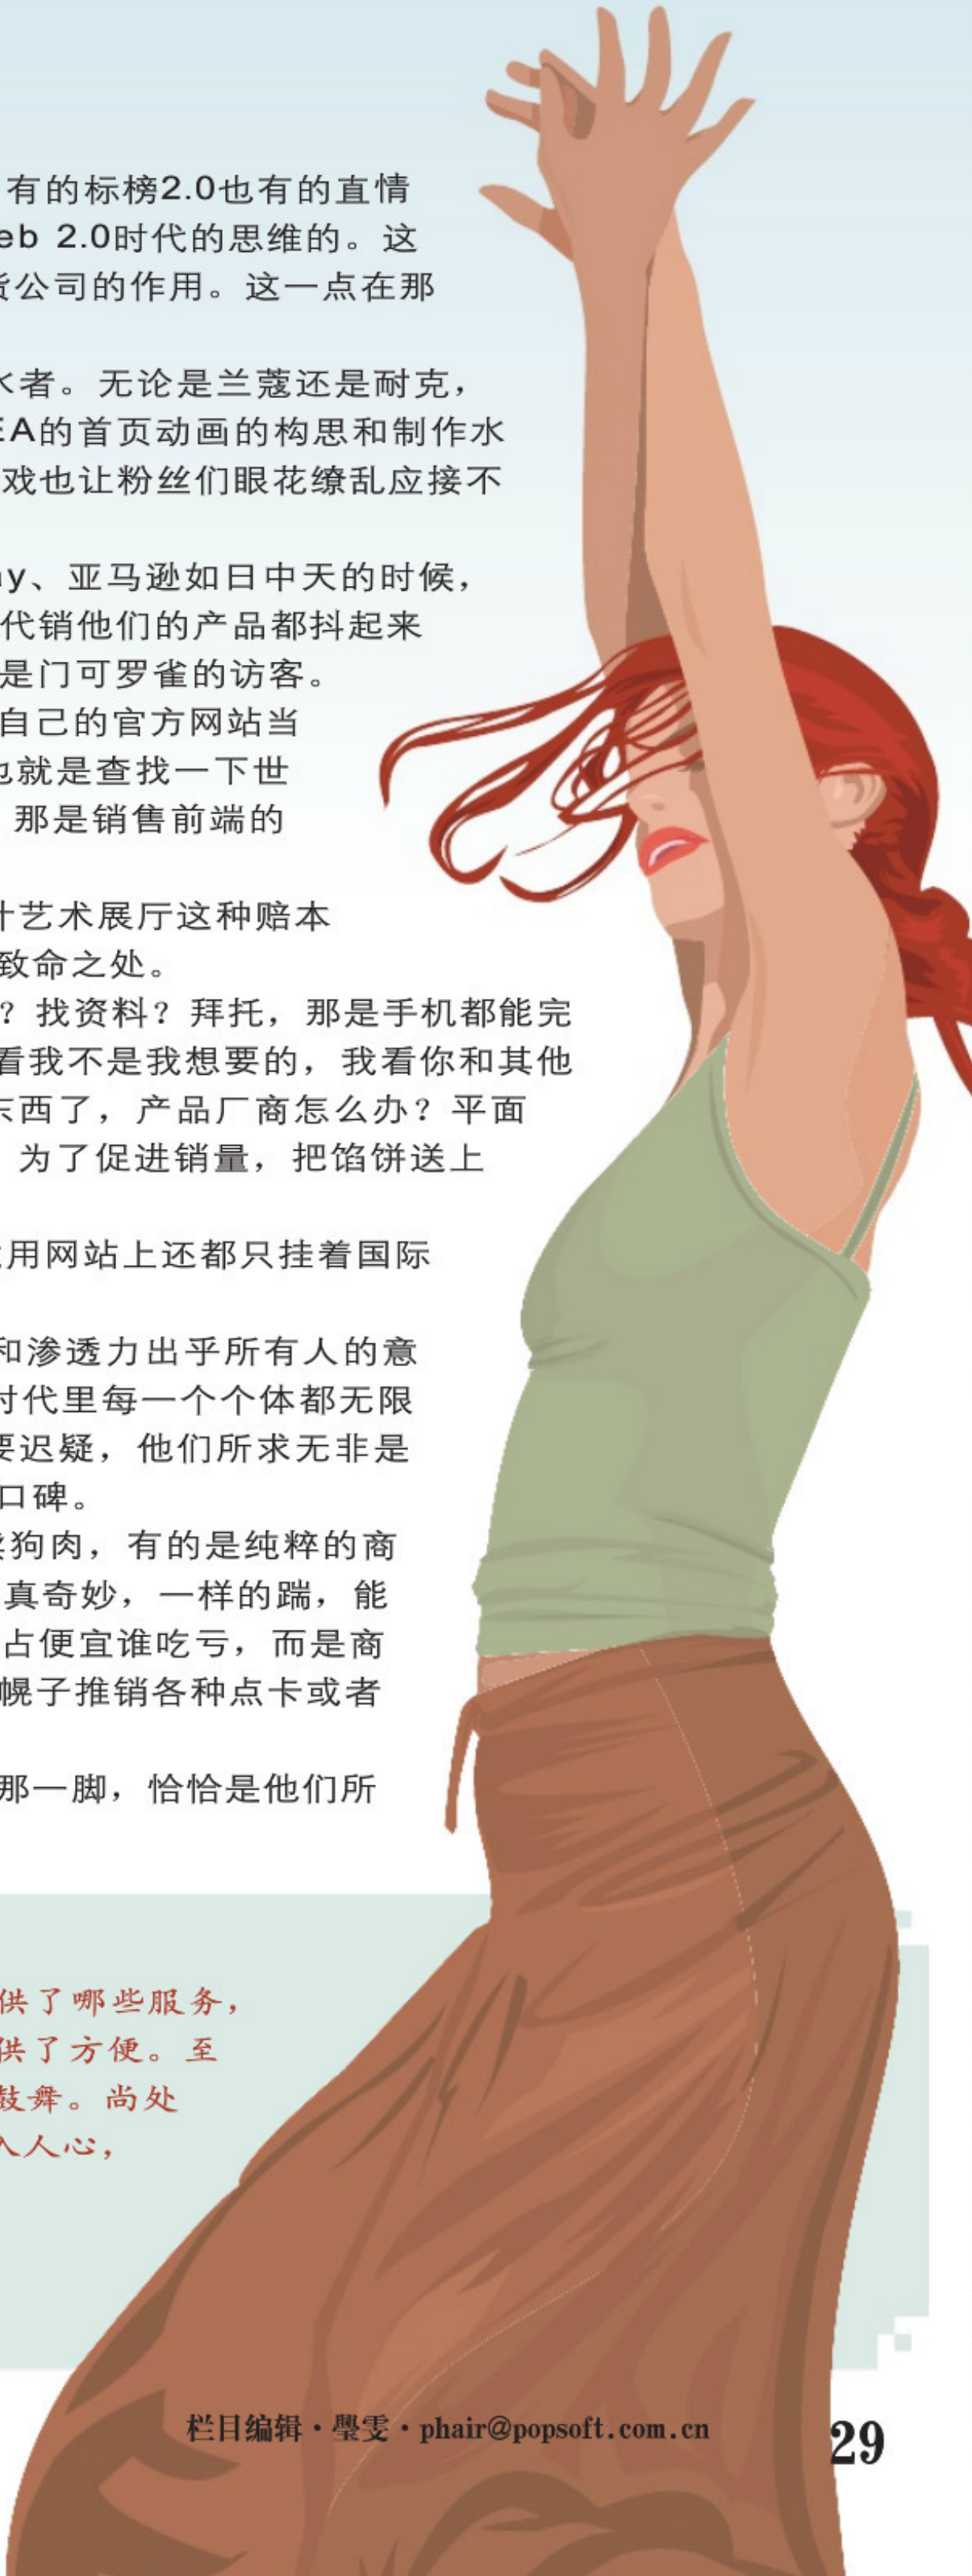 有的标榜2.0也有的直情
eb 2.0时代的思维的。这
货公司的作用。这一点在那
水者。无论是兰蔻还是耐克，
EA的首页动画的构思和制作水
戏也让粉丝们眼花缭乱应接不
ay、亚马逊如日中天的时候，
代销他们的产品都抖起来
是门可罗雀的访客。
自己的官方网站当
也就是查找一下世
那是销售前端的
计艺术展厅这种赔本
致命之处。
？找资料？拜托，那是手机都能完
看我不是我想要的，我看你和其他
东西了，产品厂商怎么办？平面
为了促进销量，把馅饼送上
用网站上还都只挂着国际
和渗透力出乎所有人的意
时代里每一个个体都无限
要迟疑，他们所求无非是
口碑。
卖狗肉，有的是纯粹的商
真奇妙，一样的踹，能
占便宜谁吃亏，而是商
幌子推销各种点卡或者
那一脚，恰恰是他们所
供了哪些服务，
供了方便。至
鼓舞。尚处
入人心，
栏目编辑·璺雯·phair@popsoft.com.cn
29